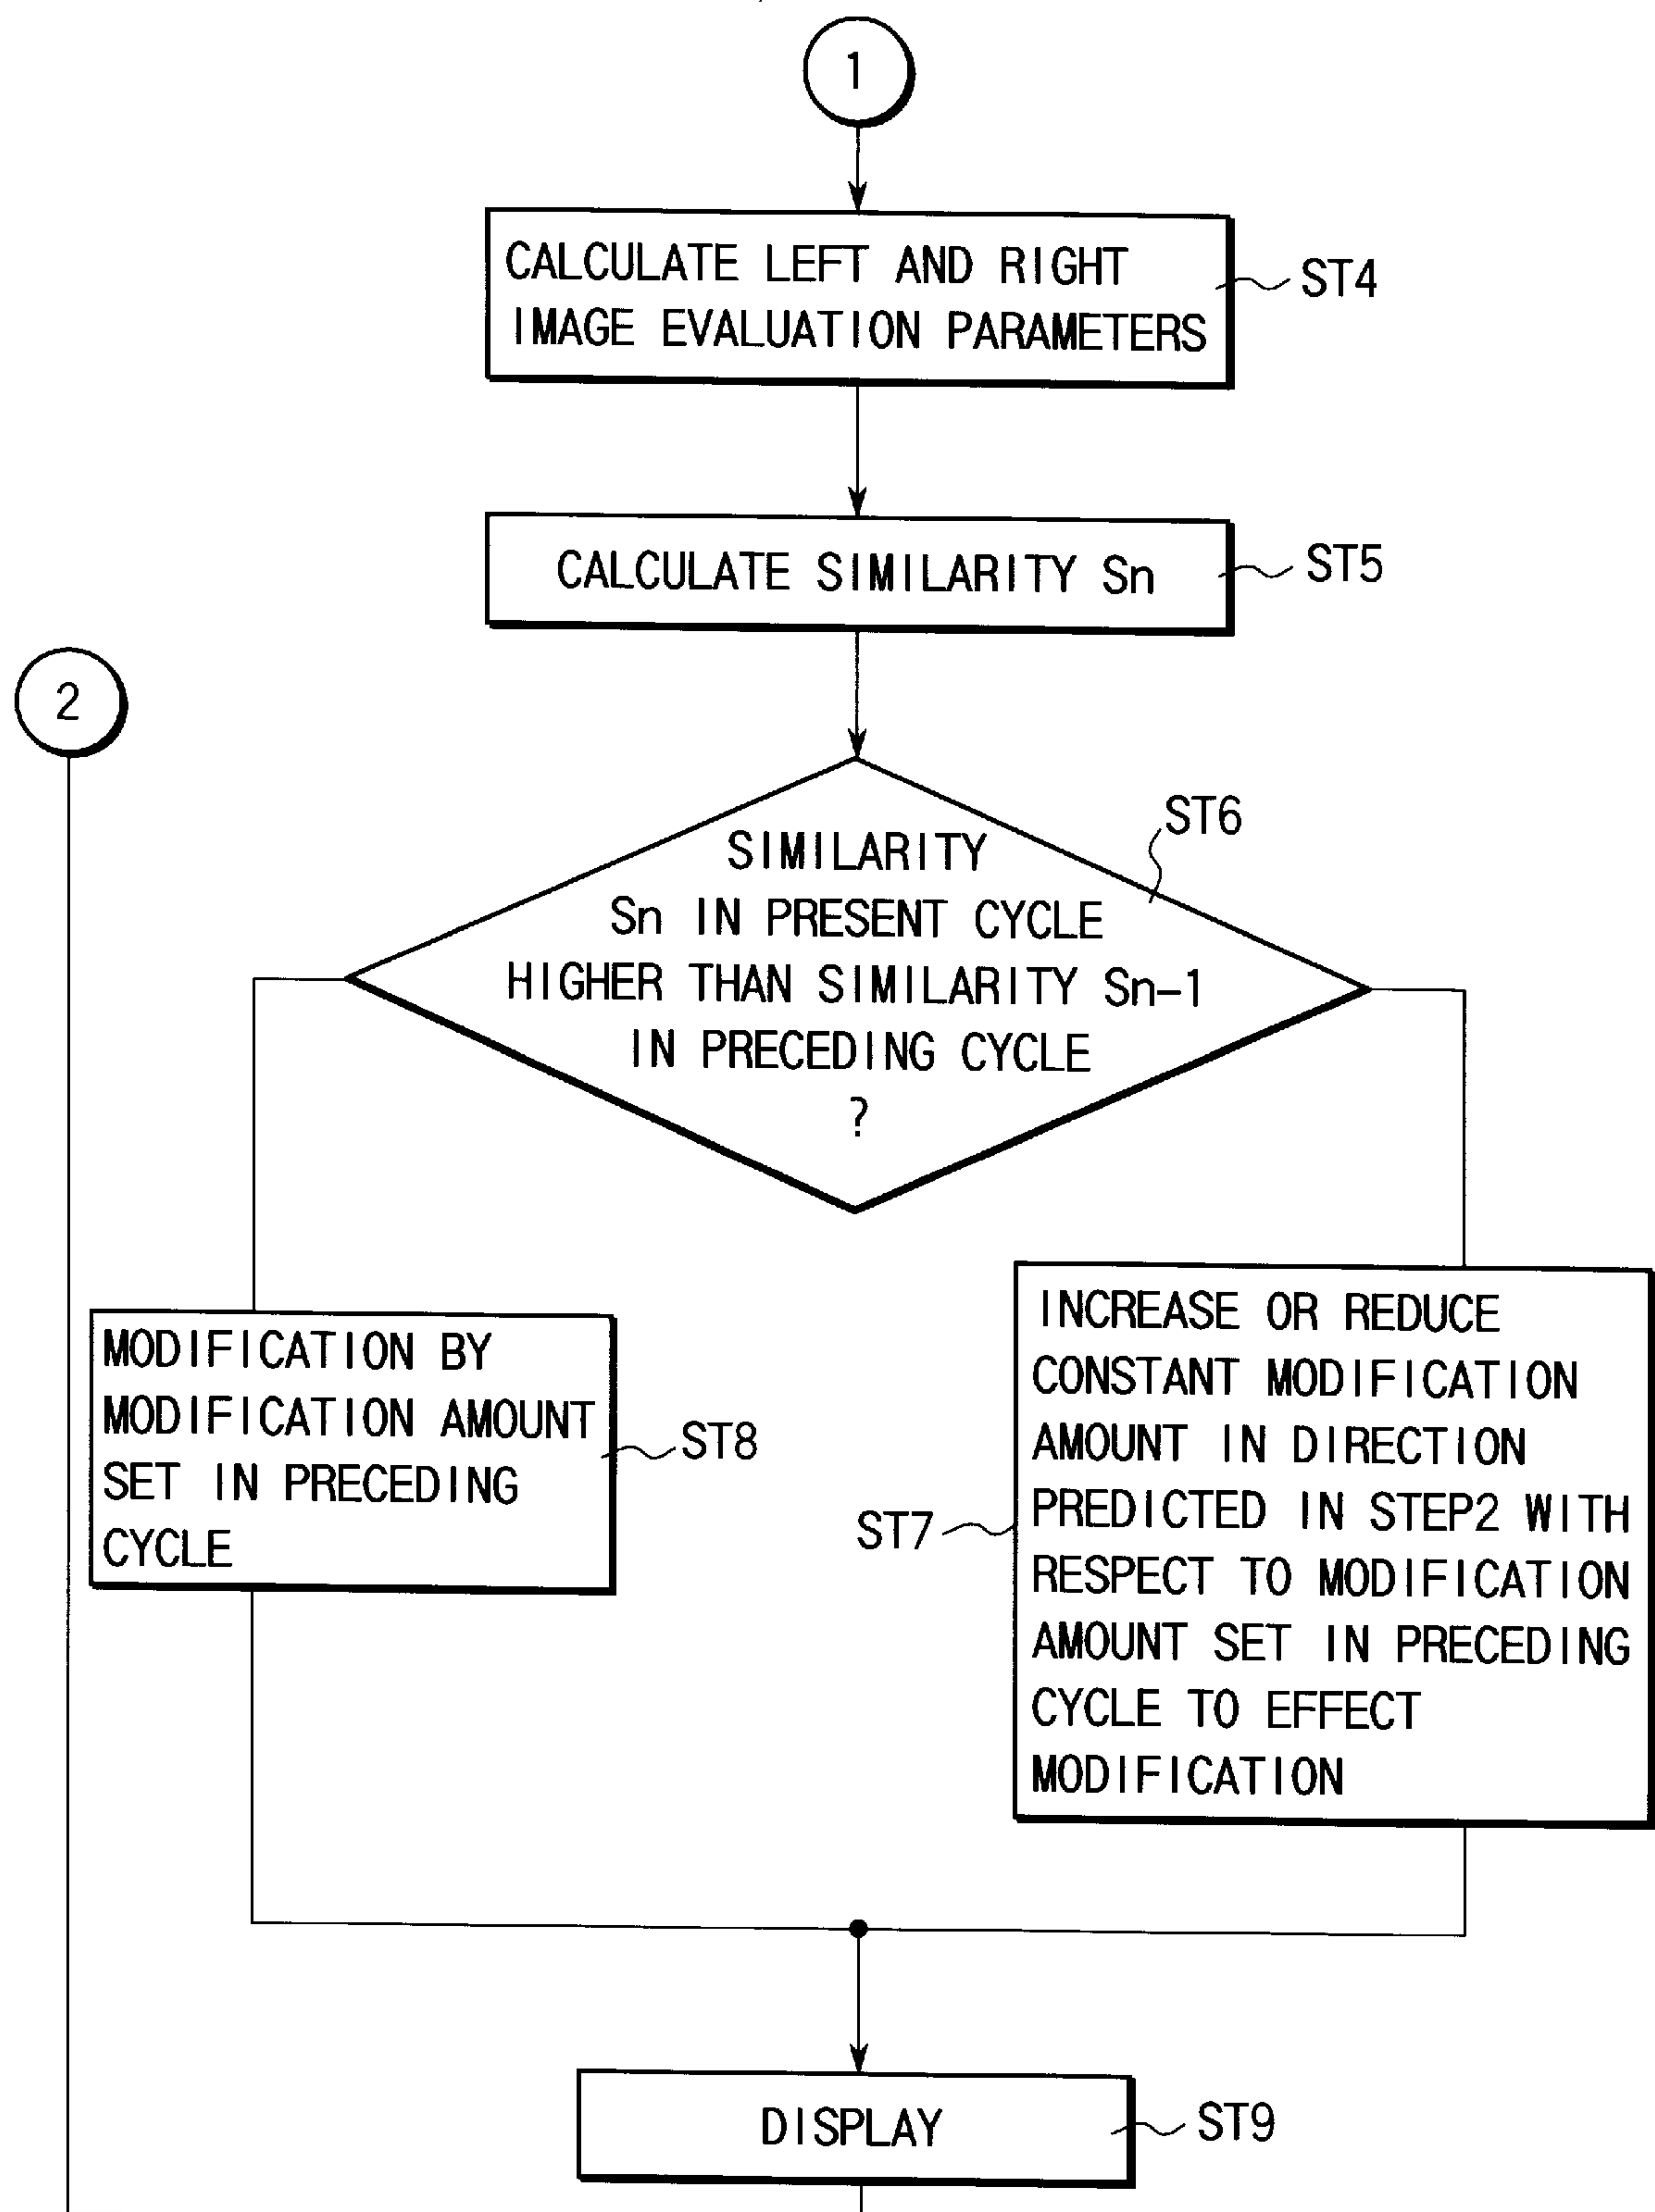 1
CALCULATE LEFT AND RIGHT
IMAGE EVALUATION PARAMETERS
ST4
CALCULATE SIMILARITY Sn
ST5
2
SIMILARITY
Sn IN PRESENT CYCLE
HIGHER THAN SIMILARITY Sn-1
IN PRECEDING CYCLE
?
ST6
MODIFICATION BY
MODIFICATION AMOUNT
SET IN PRECEDING
CYCLE
ST8
INCREASE OR REDUCE
CONSTANT MODIFICATION
AMOUNT IN DIRECTION
PREDICTED IN STEP2 WITH
RESPECT TO MODIFICATION
AMOUNT SET IN PRECEDING
CYCLE TO EFFECT
MODIFICATION
ST7
DISPLAY
ST9